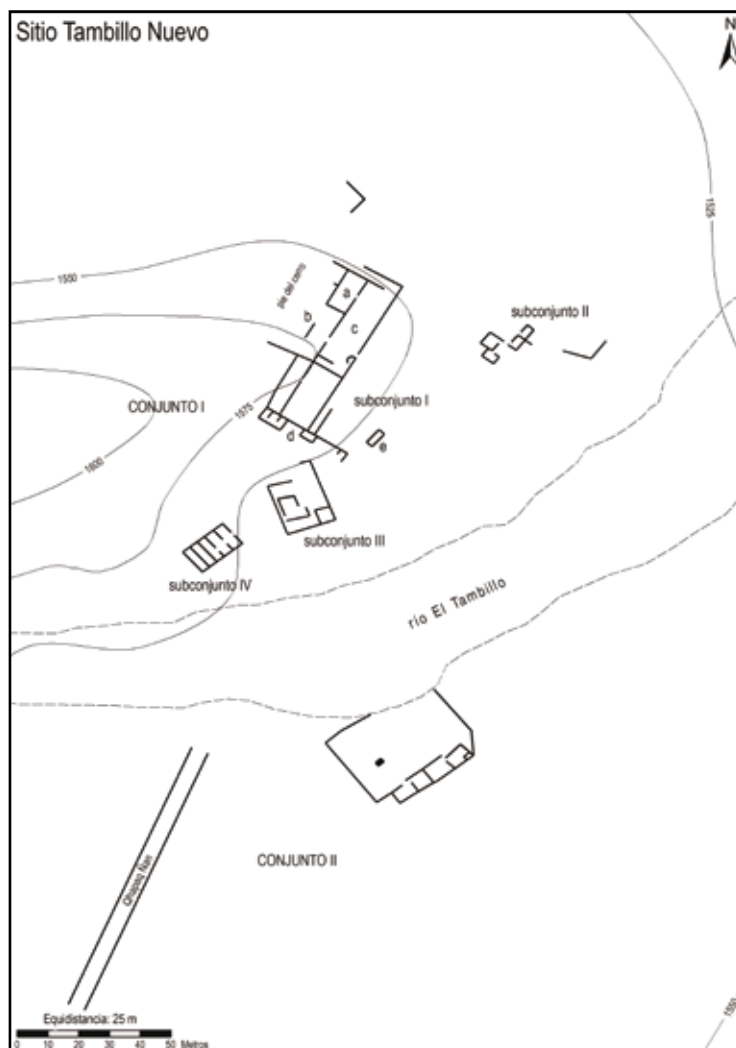 Sitio Tambillo Nuevo
N
1525
1550
pie del cerro
a
b
c
subconjunto II
CONJUNTO I
1575
subconjunto I
1600
d
e
subconjunto III
subconjunto IV
río El Tambillo
Qhapaq Ñan
CONJUNTO II
Equidistancia: 25 m
0 10 20 30 40 50 Metros
1550